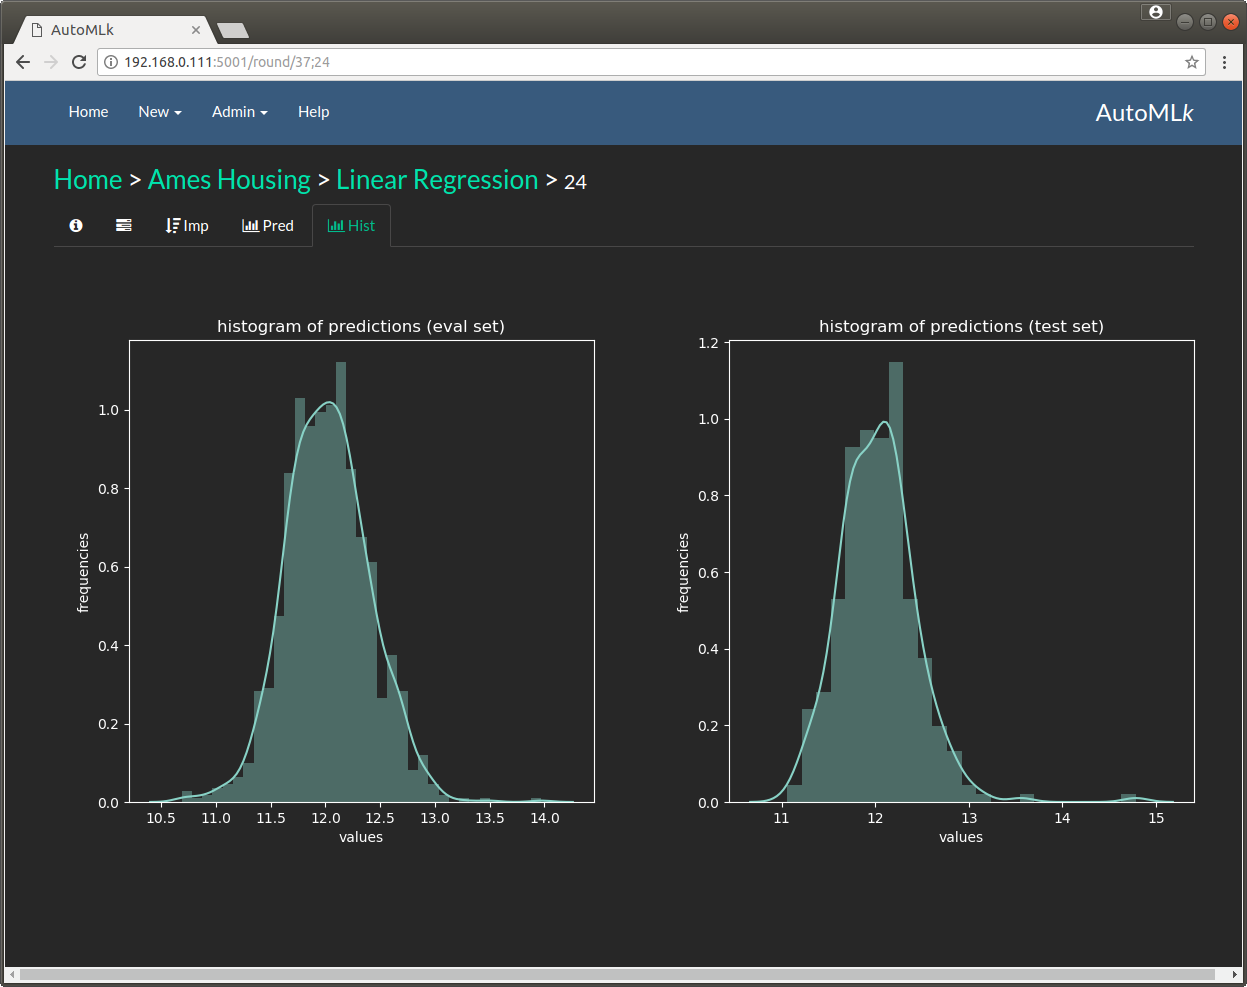 AutoMLk
192.168.0.111:5001/round/37;24
Home New Admin Help AutoMLk
Home > Ames Housing > Linear Regression > 24
Imp Pred Hist
histogram of predictions (eval set)
1.0
0.8
0.6
0.4
0.2
0.0
frequencies
10.5 11.0 11.5 12.0 12.5 13.0 13.5 14.0
values
histogram of predictions (test set)
1.2
1.0
0.8
0.6
0.4
0.2
0.0
frequencies
11 12 13 14 15
values